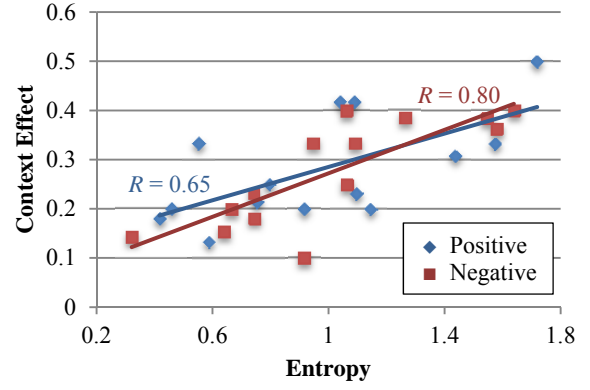 0.6
0.5
0.4
0.3
0.2
0.1
0
Context Effect
R = 0.80
R = 0.65
Positive
Negative
0.2 0.6 1 1.4 1.8
Entropy